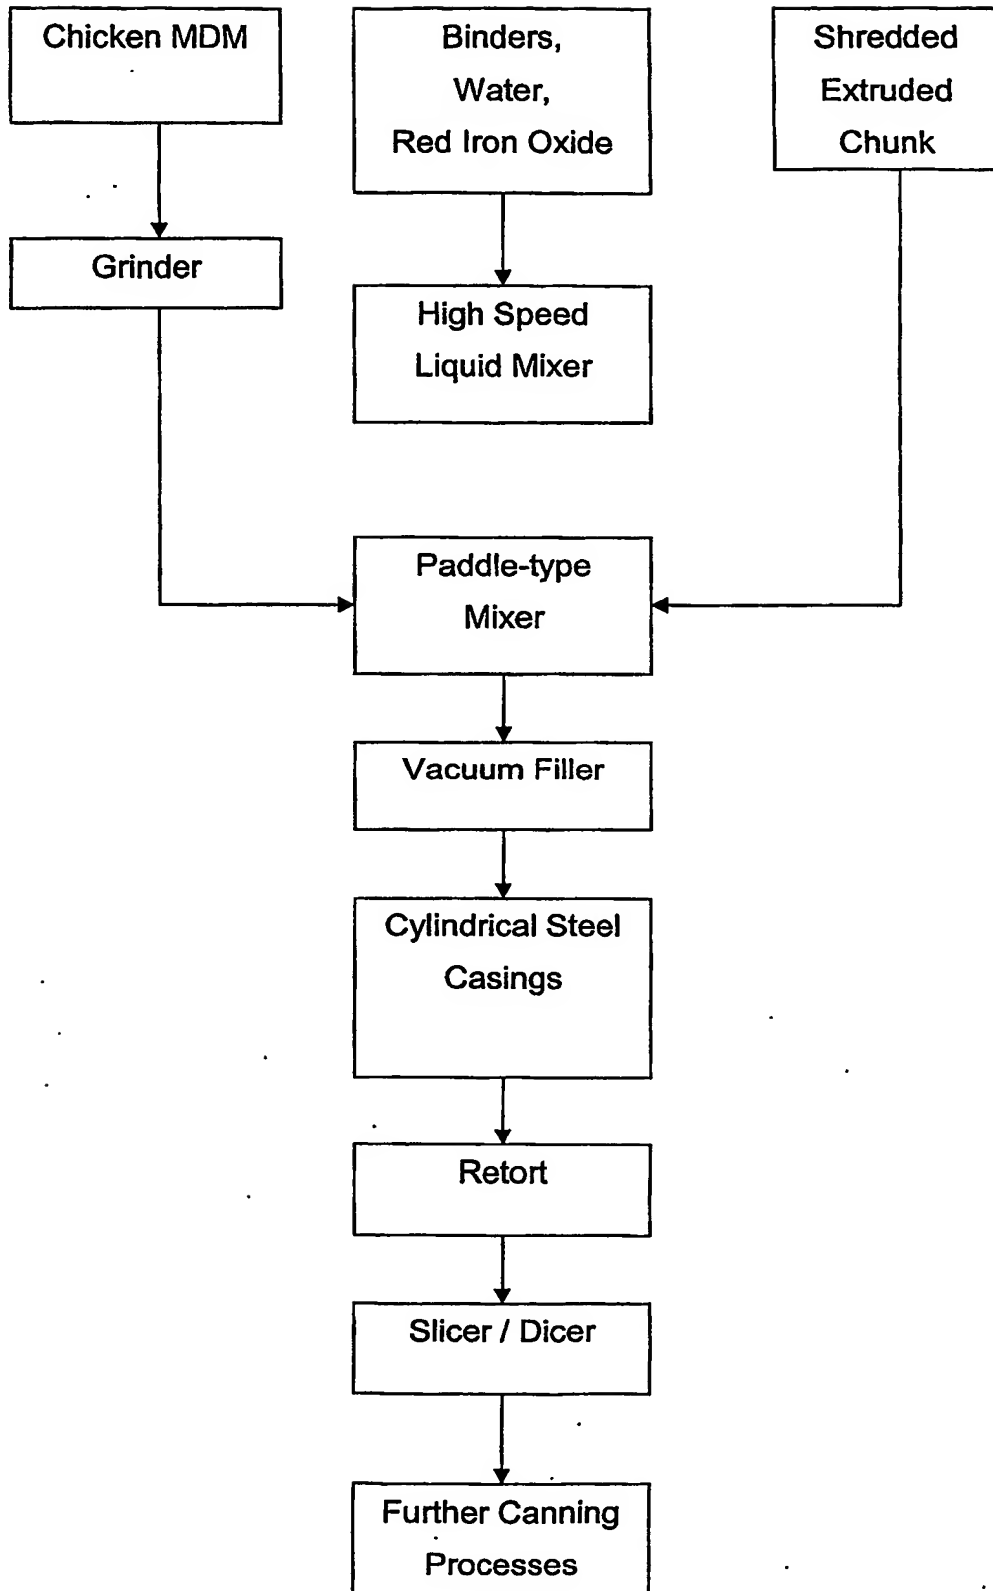 Chicken MDM
Binders,
Water,
Red Iron Oxide
Shredded
Extruded
Chunk
Grinder
High Speed
Liquid Mixer
Paddle-type
Mixer
Vacuum Filler
Cylindrical Steel
Casings
Retort
Slicer / Dicer
Further Canning
Processes